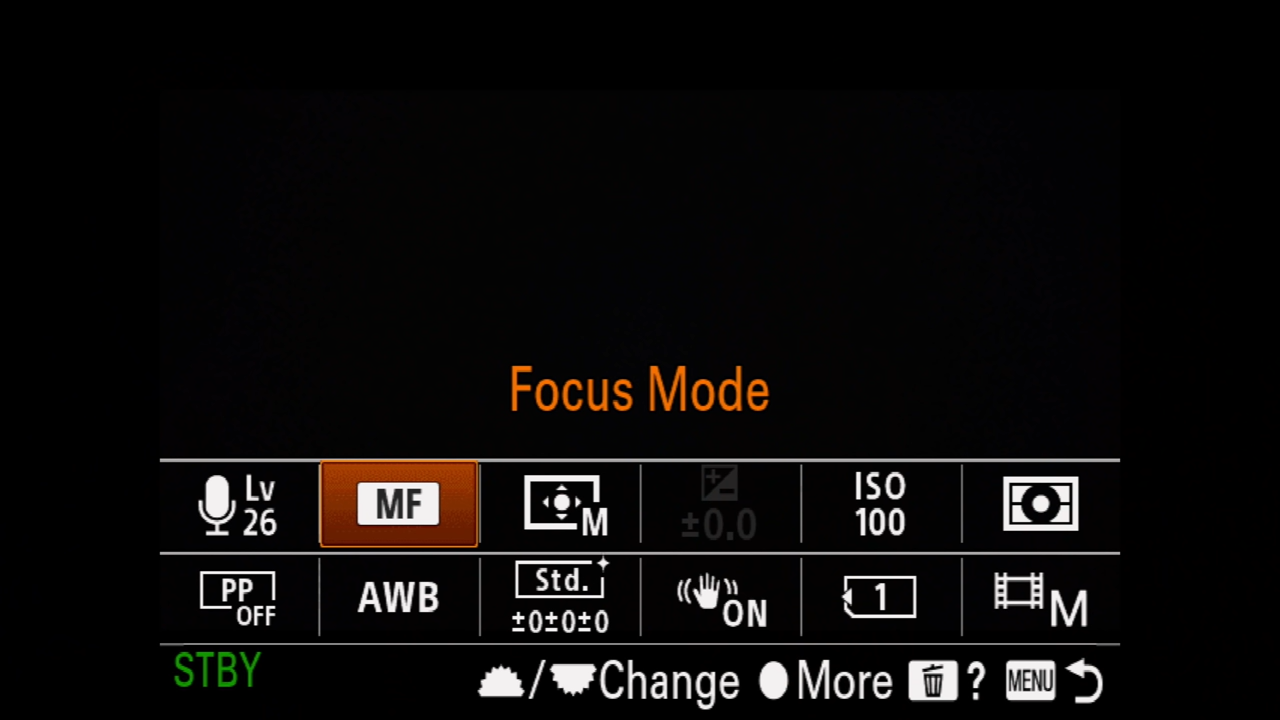 Focus Mode
Lv 26
MF
M
±0.0
ISO 100
PP OFF
AWB
Std. ±0±0±0
ON
1
M
STBY
/ Change More ? MENU